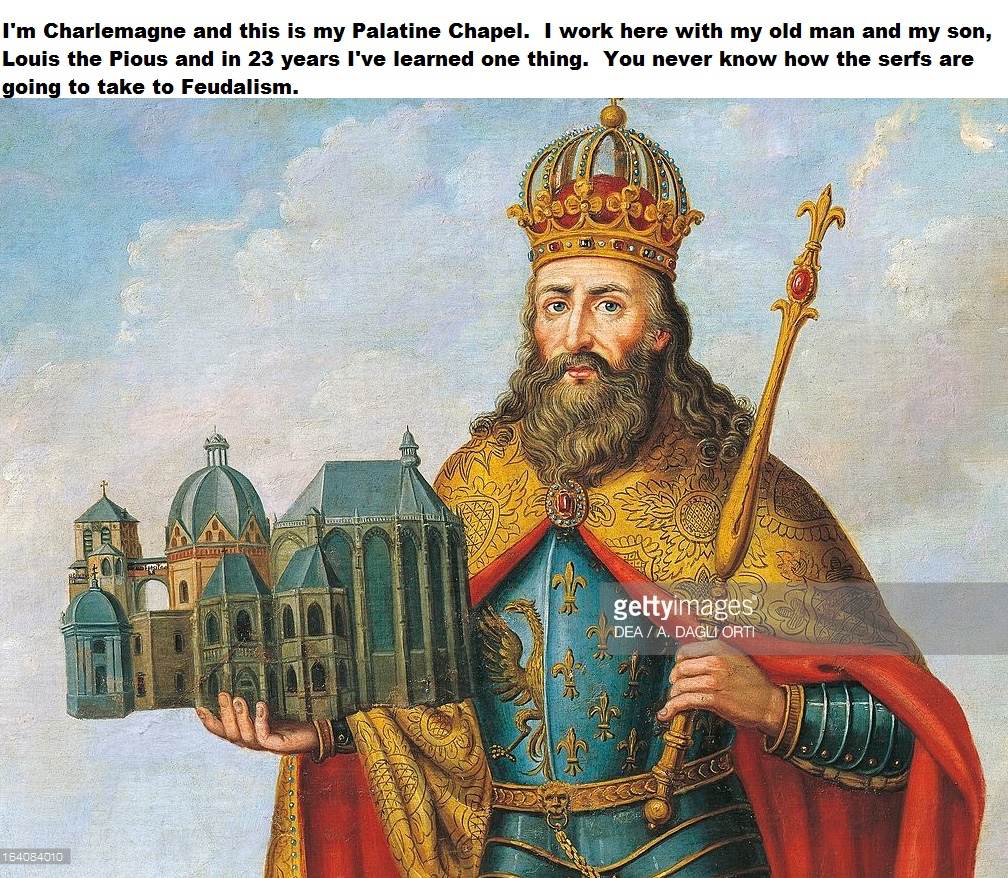 I'm Charlemagne and this is my Palatine Chapel.  I work here with my old man and my son,
Louis the Pious and in 23 years I've learned one thing.  You never know how the serfs are
going to take to Feudalism.
gettyimages
DEA / A. DAGLI ORTI
164084010